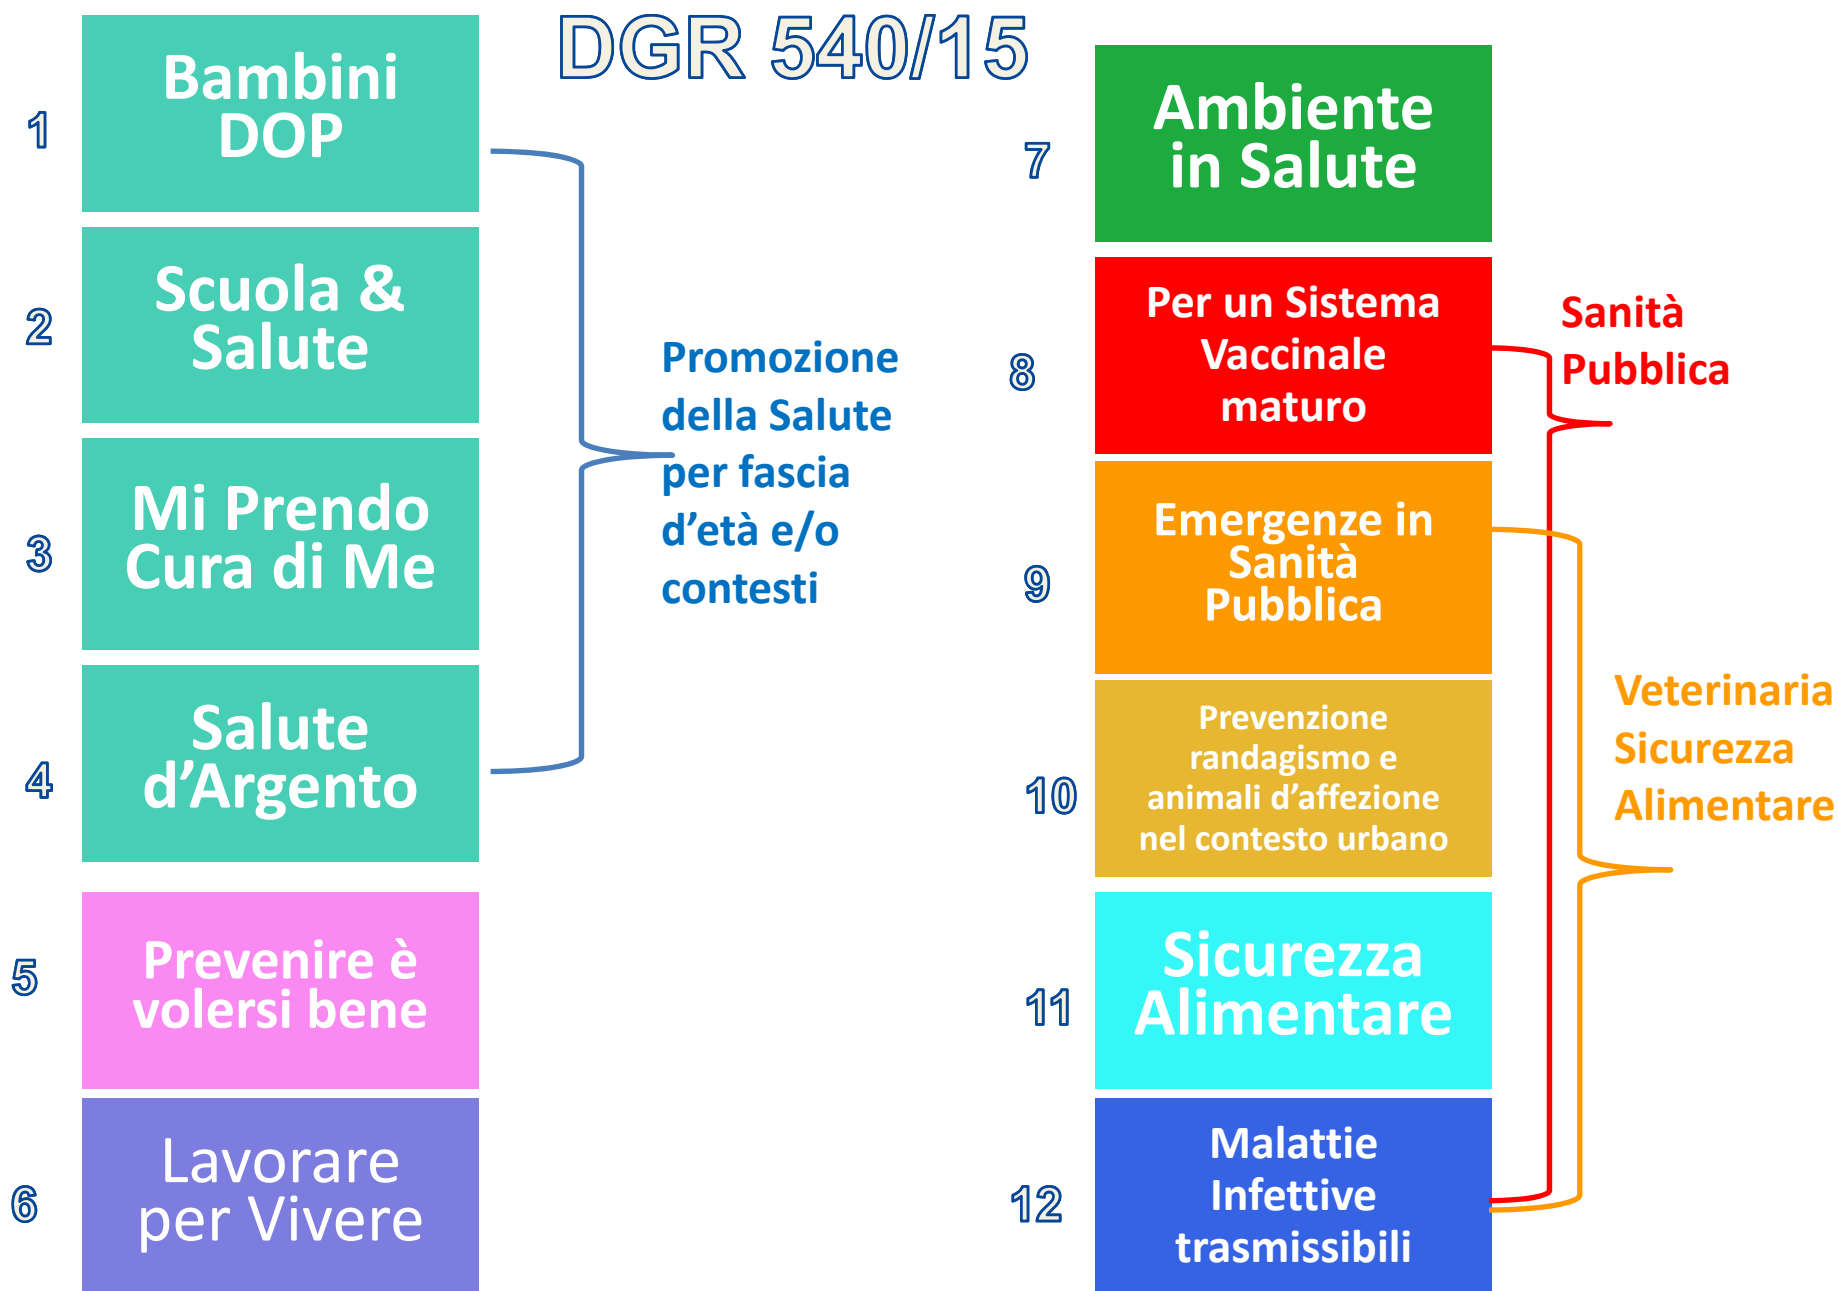 DGR 540/15
1
Bambini
DOP
2
Scuola &
Salute
3
Mi Prendo
Cura di Me
4
Salute
d’Argento
5
Prevenire è
volersi bene
6
Lavorare
per Vivere
Promozione
della Salute
per fascia
d’età e/o
contesti
7
Ambiente
in Salute
8
Per un Sistema
Vaccinale
maturo
9
Emergenze in
Sanità
Pubblica
10
Prevenzione
randagismo e
animali d’affezione
nel contesto urbano
11
Sicurezza
Alimentare
12
Malattie
Infettive
trasmissibili
Sanità
Pubblica
Veterinaria
Sicurezza
Alimentare